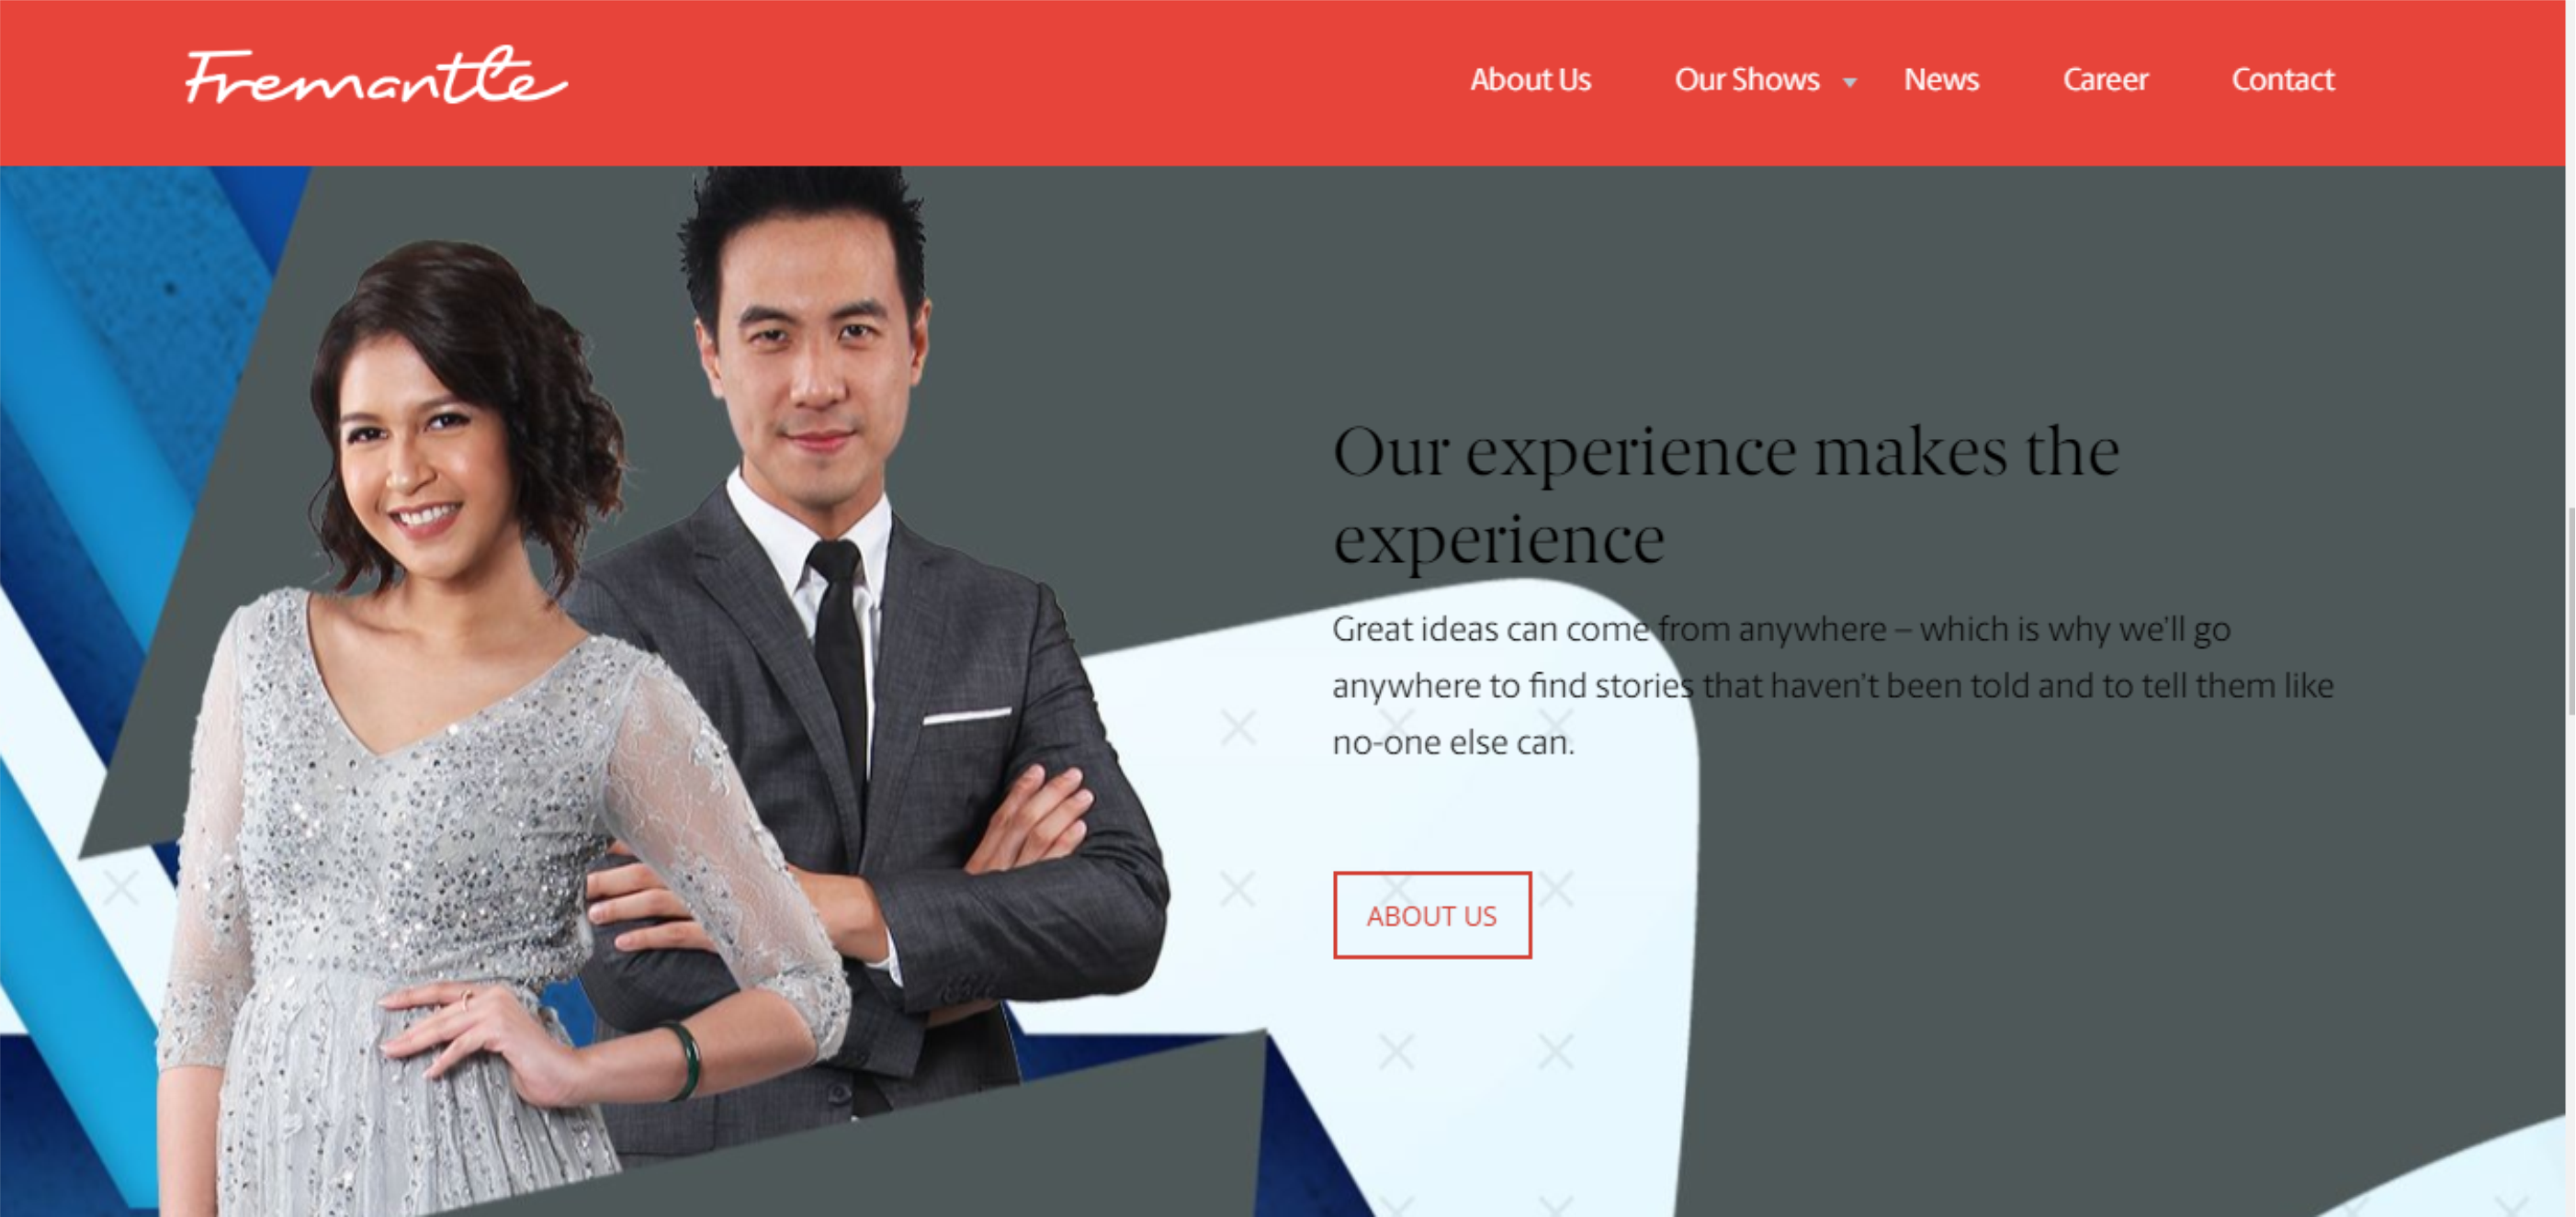 Fremantle
About Us Our Shows News Career Contact
Our experience makes the
experience
Great ideas can come from anywhere – which is why we'll go
anywhere to find stories that haven't been told and to tell them like
no-one else can.
ABOUT US